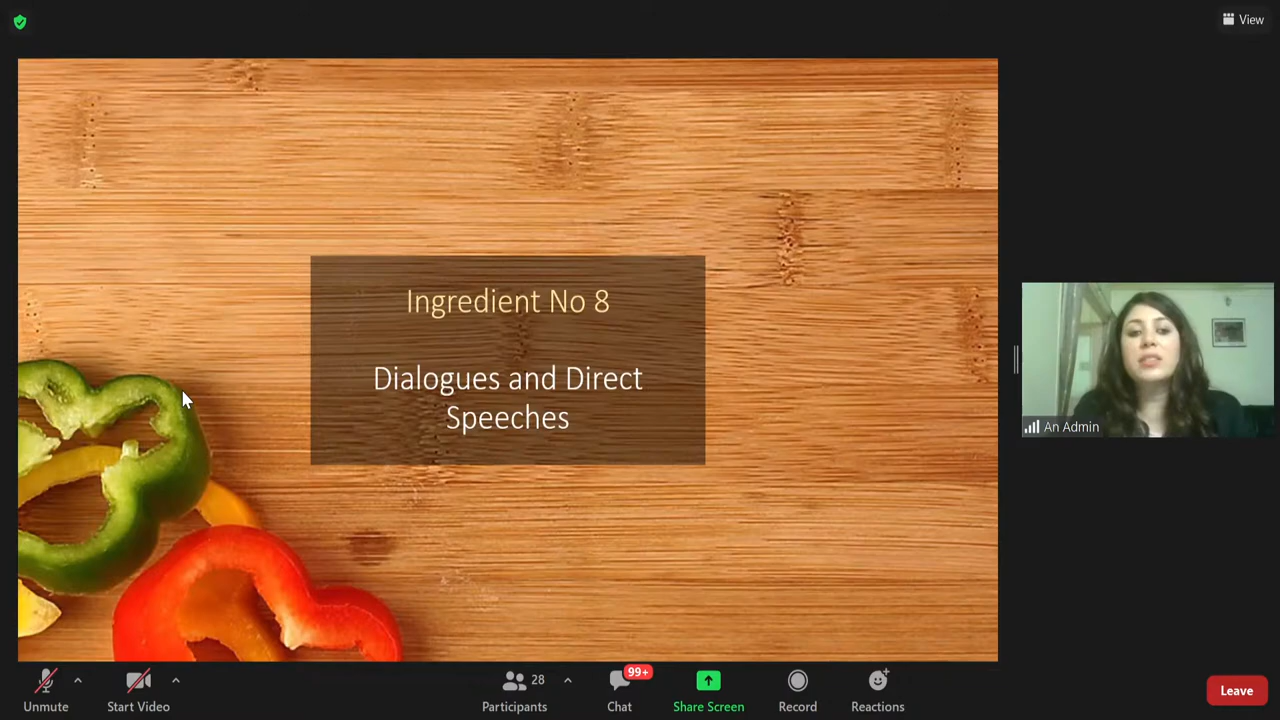 View
Ingredient No 8
Dialogues and Direct
Speeches
An Admin
Unmute
Start Video
28
Participants
99+
Chat
Share Screen
Record
Reactions
Leave